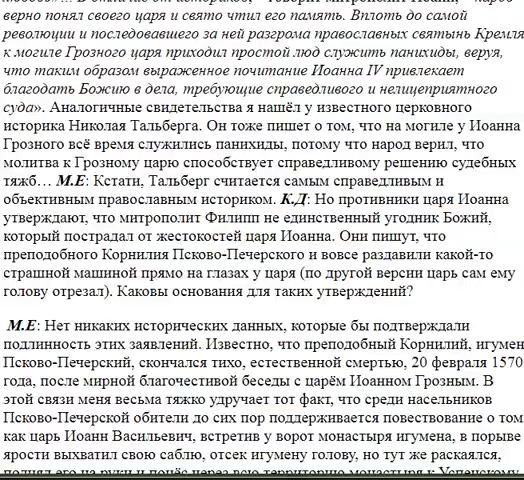 верно понял своего царя и свято чтил его память. Вплоть до самой
революции и последовавшего за ней разгрома православных святынь Кремля
к могиле Грозного царя приходил простой люд служить панихиды, веруя,
что таким образом выраженное почитание Иоанна IV привлекает
благодать Божию в дела, требующие справедливого и нелицеприятного
суда». Аналогичные свидетельства я нашёл у известного церковного
историка Николая Тальберга. Он тоже пишет о том, что на могиле у Иоанна
Грозного всё время служились панихиды, потому что народ верил, что
молитва к Грозному царю способствует справедливому решению судебных
тяжб… М.Е: Кстати, Тальберг считается самым справедливым и
объективным православным историком. К.Д: Но противники царя Иоанна
утверждают, что митрополит Филипп не единственный угодник Божий,
который пострадал от жестокостей царя Иоанна. Они пишут, что
преподобного Корнилия Псково-Печерского и вовсе раздавили какой-то
страшной машиной прямо на глазах у царя (по другой версии царь сам ему
голову отрезал). Каковы основания для таких утверждений?
М.Е: Нет никаких исторических данных, которые бы подтверждали
подлинность этих заявлений. Известно, что преподобный Корнилий, игумен
Псково-Печерский, скончался тихо, естественной смертью, 20 февраля 1570
года, после мирной благочестивой беседы с царём Иоанном Грозным. В
этой связи меня весьма тяжко удручает тот факт, что среди насельников
Псково-Печерской обители до сих пор поддерживается повествование о том
как царь Иоанн Васильевич, встретив у ворот монастыря игумена, в порыве
ярости выхватил свою саблю, отсек игумену голову, но тут же раскаялся,
поднял его на руки и понёс через всю территорию монастыря к Успенскому